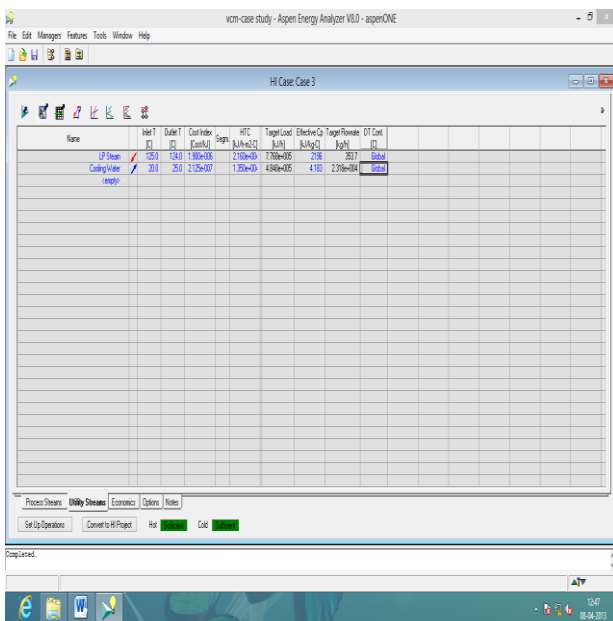 vcm-case study - Aspen Energy Analyzer V8.0 - aspenONE
File Edit Managers Features Tools Window Help
HI Case: Case 3
Name Inlet T [C] Outlet T [C] Cost Index [Cost/kJ] Segm. HTC [kJ/h-m2-C] Target Load [kJ/h] Effective Cp [kJ/kg-C] Target Flowrate [kg/h] DT Cont. [C]
LP Steam 125.0 124.0 1.900e-006 2.160e+00 7.768e+005 2196 353.7 Global
Cooling Water 20.0 25.0 2.125e-007 1.350e+00 4.848e+005 4.183 2.318e+004 Global
<empty>
Process Streams Utility Streams Economics Options Notes
Set Up Operations Convert to HI Project Hot Sufficient Cold Sufficient
Completed.
12:47
08-04-2013